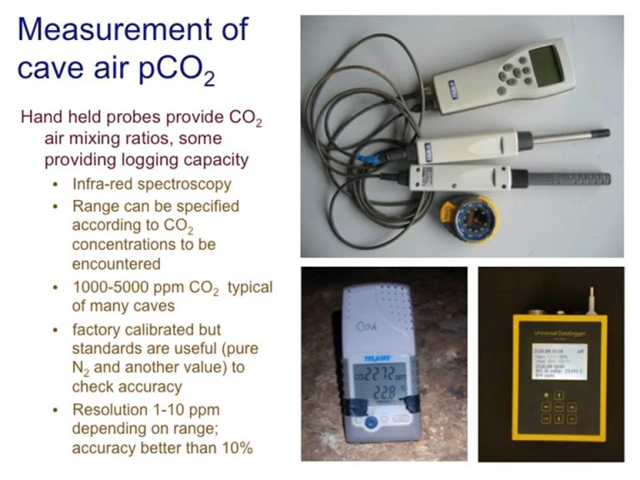 Measurement of
cave air pCO₂
Hand held probes provide CO₂
air mixing ratios, some
providing logging capacity
• Infra-red spectroscopy
• Range can be specified
according to CO₂
concentrations to be
encountered
• 1000-5000 ppm CO₂ typical
of many caves
• factory calibrated but
standards are useful (pure
N₂ and another value) to
check accuracy
• Resolution 1-10 ppm
depending on range;
accuracy better than 10%
TELAIRE
CO₂ 2272 ppm
22.8
Universal Datalogger